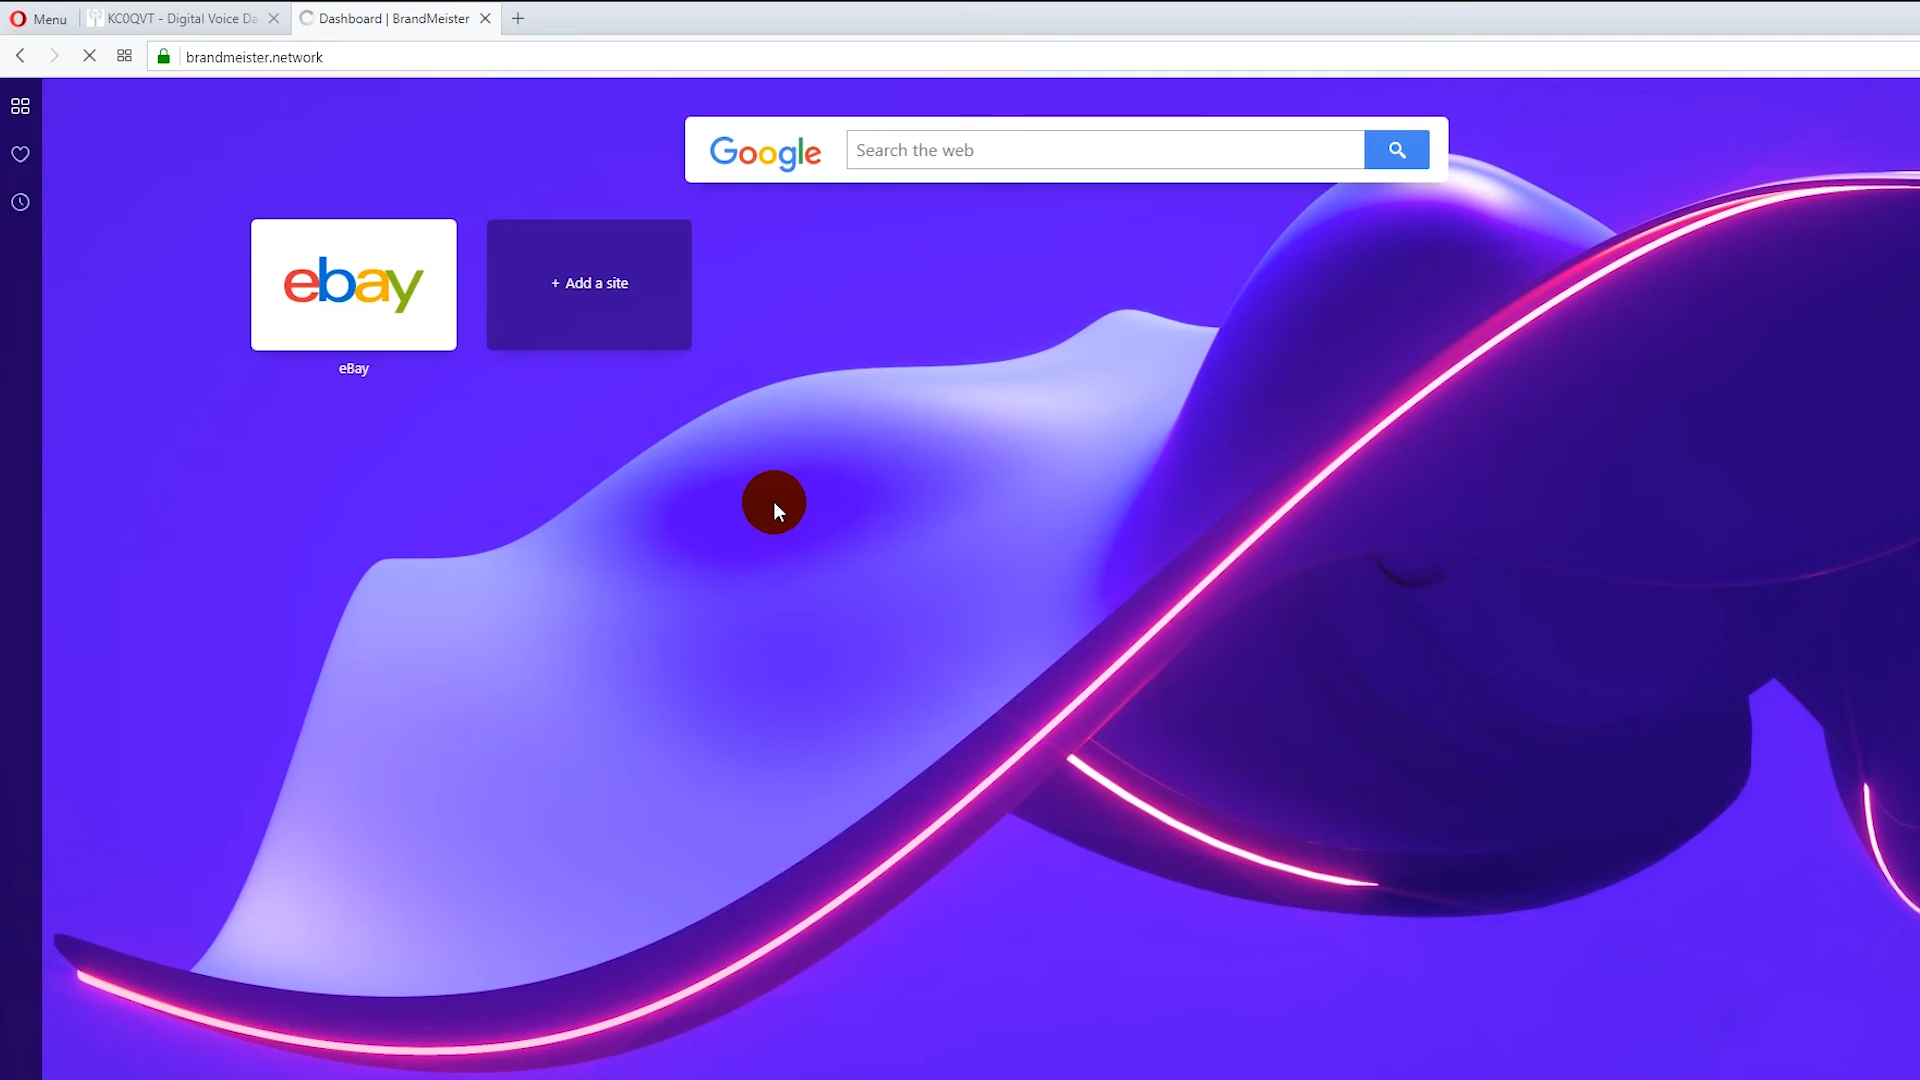 Menu
KC0QVT - Digital Voice Da
Dashboard | BrandMeister
brandmeister.network
Google
Search the web
ebay
+ Add a site
eBay